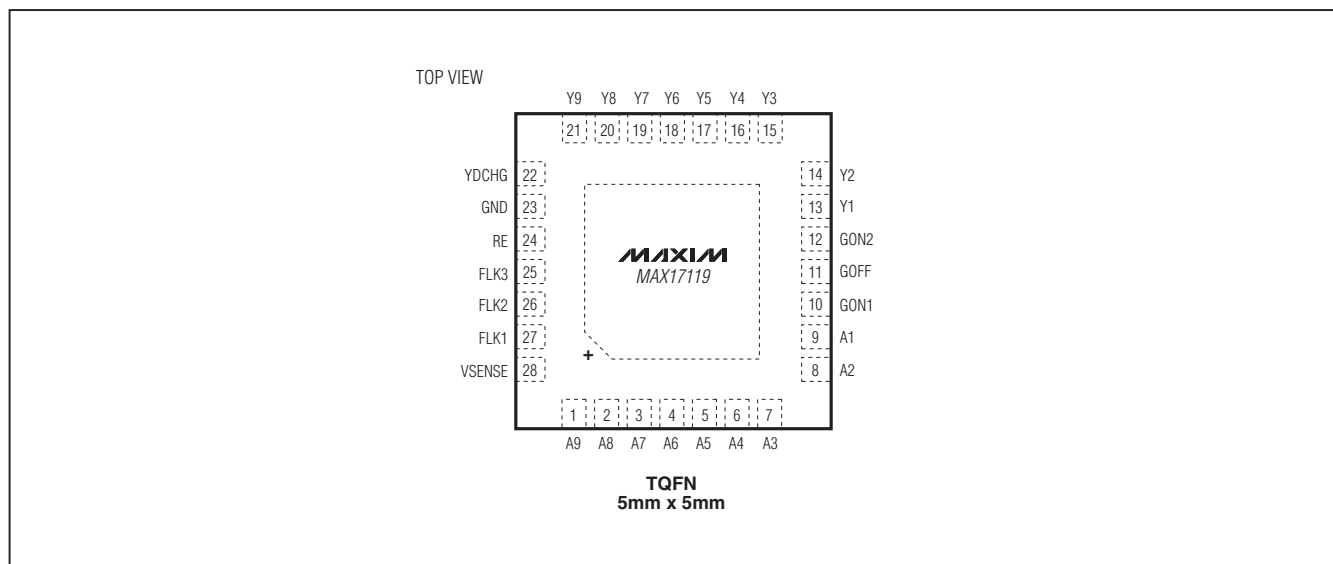 TOP VIEW
Y9 Y8 Y7 Y6 Y5 Y4 Y3
21 20 19 18 17 16 15
YDCHG 22 14 Y2
GND 23 13 Y1
RE 24 12 GON2
FLK3 25 11 GOFF
FLK2 26 10 GON1
FLK1 27 9 A1
VSENSE 28 8 A2
MAXIM
MAX17119
+
1 2 3 4 5 6 7
A9 A8 A7 A6 A5 A4 A3
TQFN
5mm x 5mm